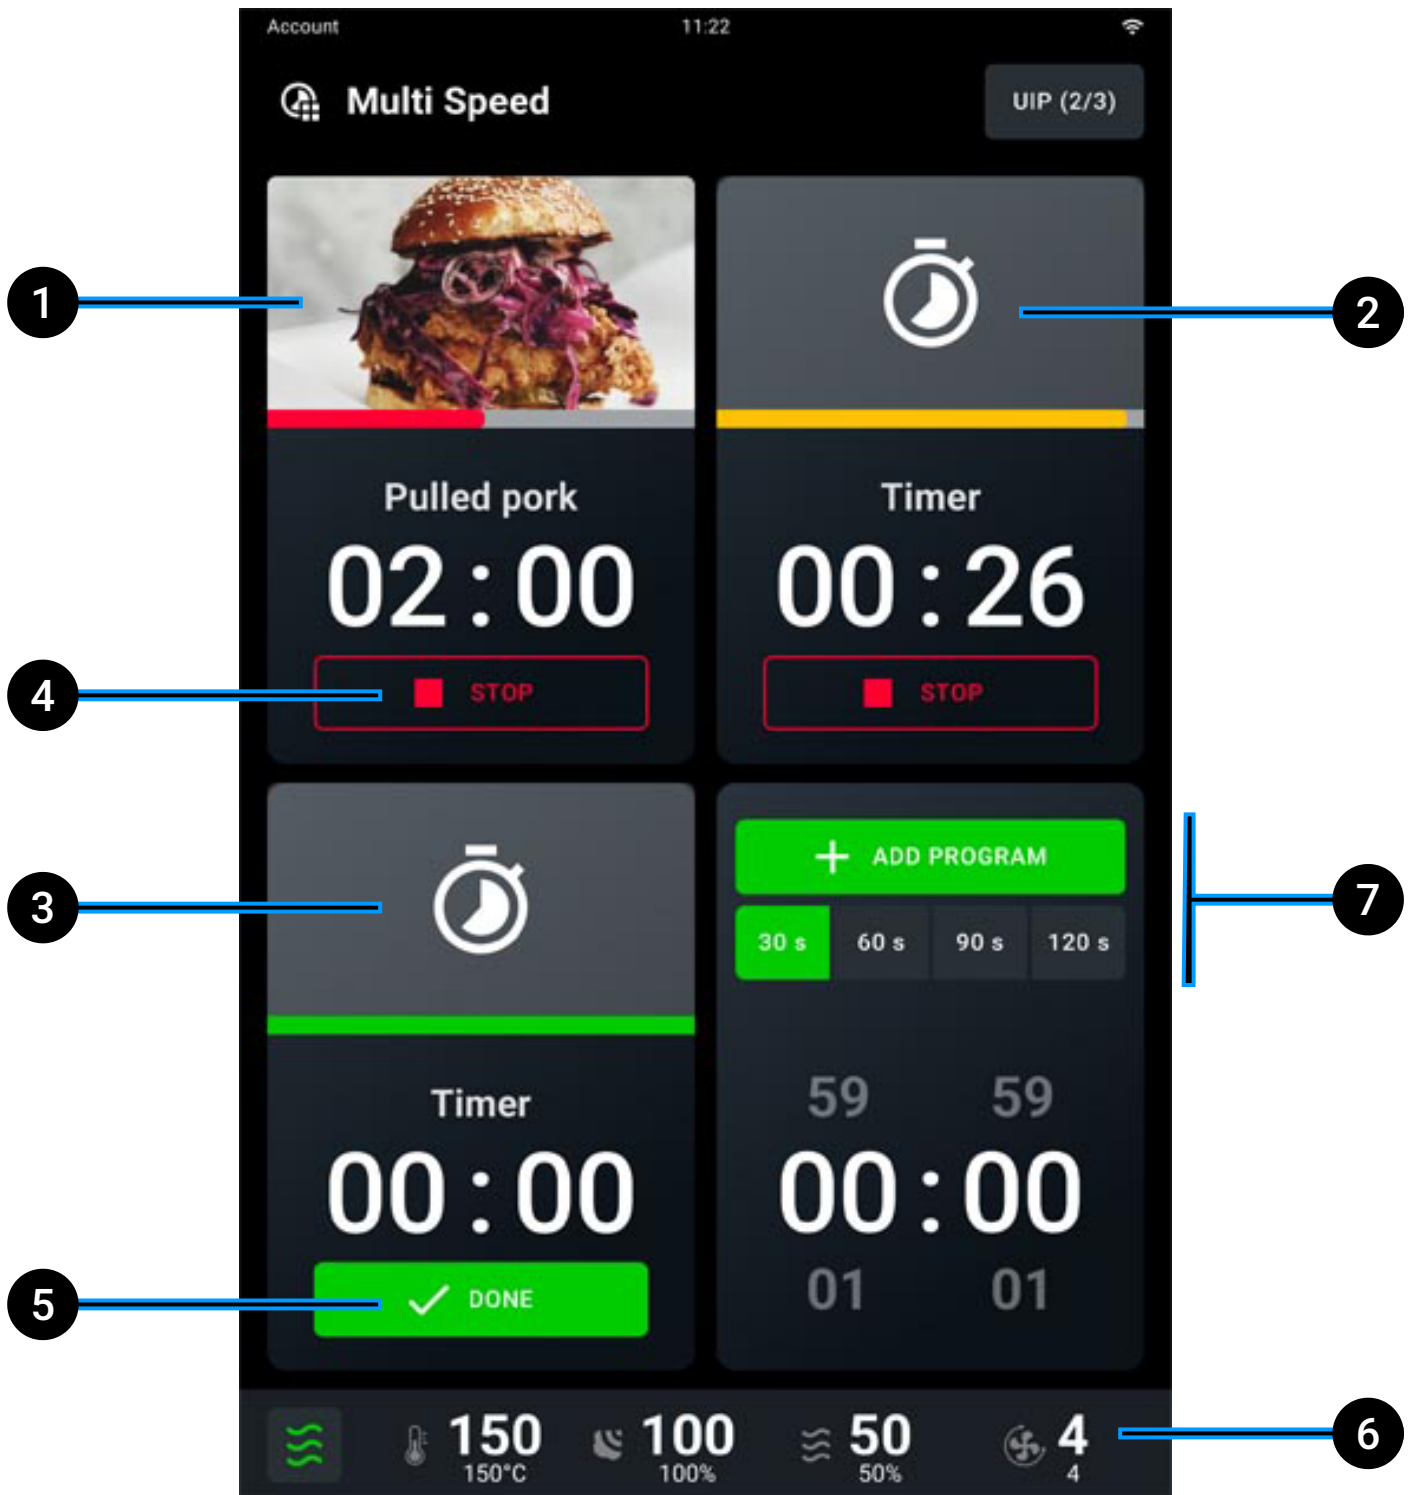 Account 11:22
Multi Speed UIP (2/3)
1
2
Pulled pork
02:00
STOP
4
Timer
00:26
STOP
3
Timer
00:00
DONE
5
ADD PROGRAM
30 s 60 s 90 s 120 s
7
59 59
00:00
01 01
150 100 50 4
150°C 100% 50% 4
6